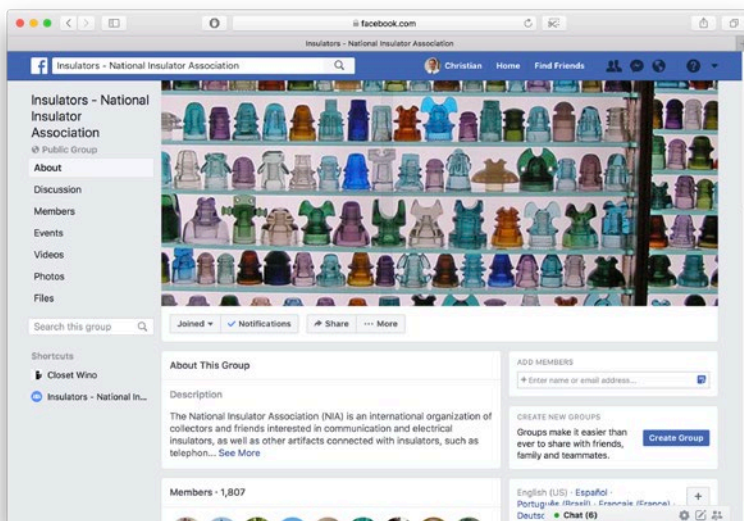 facebook.com
Insulators - National Insulator Association
Insulators - National Insulator Association
Christian Home Find Friends
Insulators - National
Insulator
Association
Public Group
About
Discussion
Members
Events
Videos
Photos
Files
Search this group
Shortcuts
Closet Wino
Insulators - National In...
Joined
Notifications
Share
More
About This Group
Description
The National Insulator Association (NIA) is an international organization of
collectors and friends interested in communication and electrical
insulators, as well as other artifacts connected with insulators, such as
telephon... See More
Members · 1,807
ADD MEMBERS
+ Enter name or email address...
CREATE NEW GROUPS
Groups make it easier than
ever to share with friends,
family and teammates.
Create Group
English (US) · Español ·
Português (Brasil) · Français (France) ·
Deutsc
Chat (6)